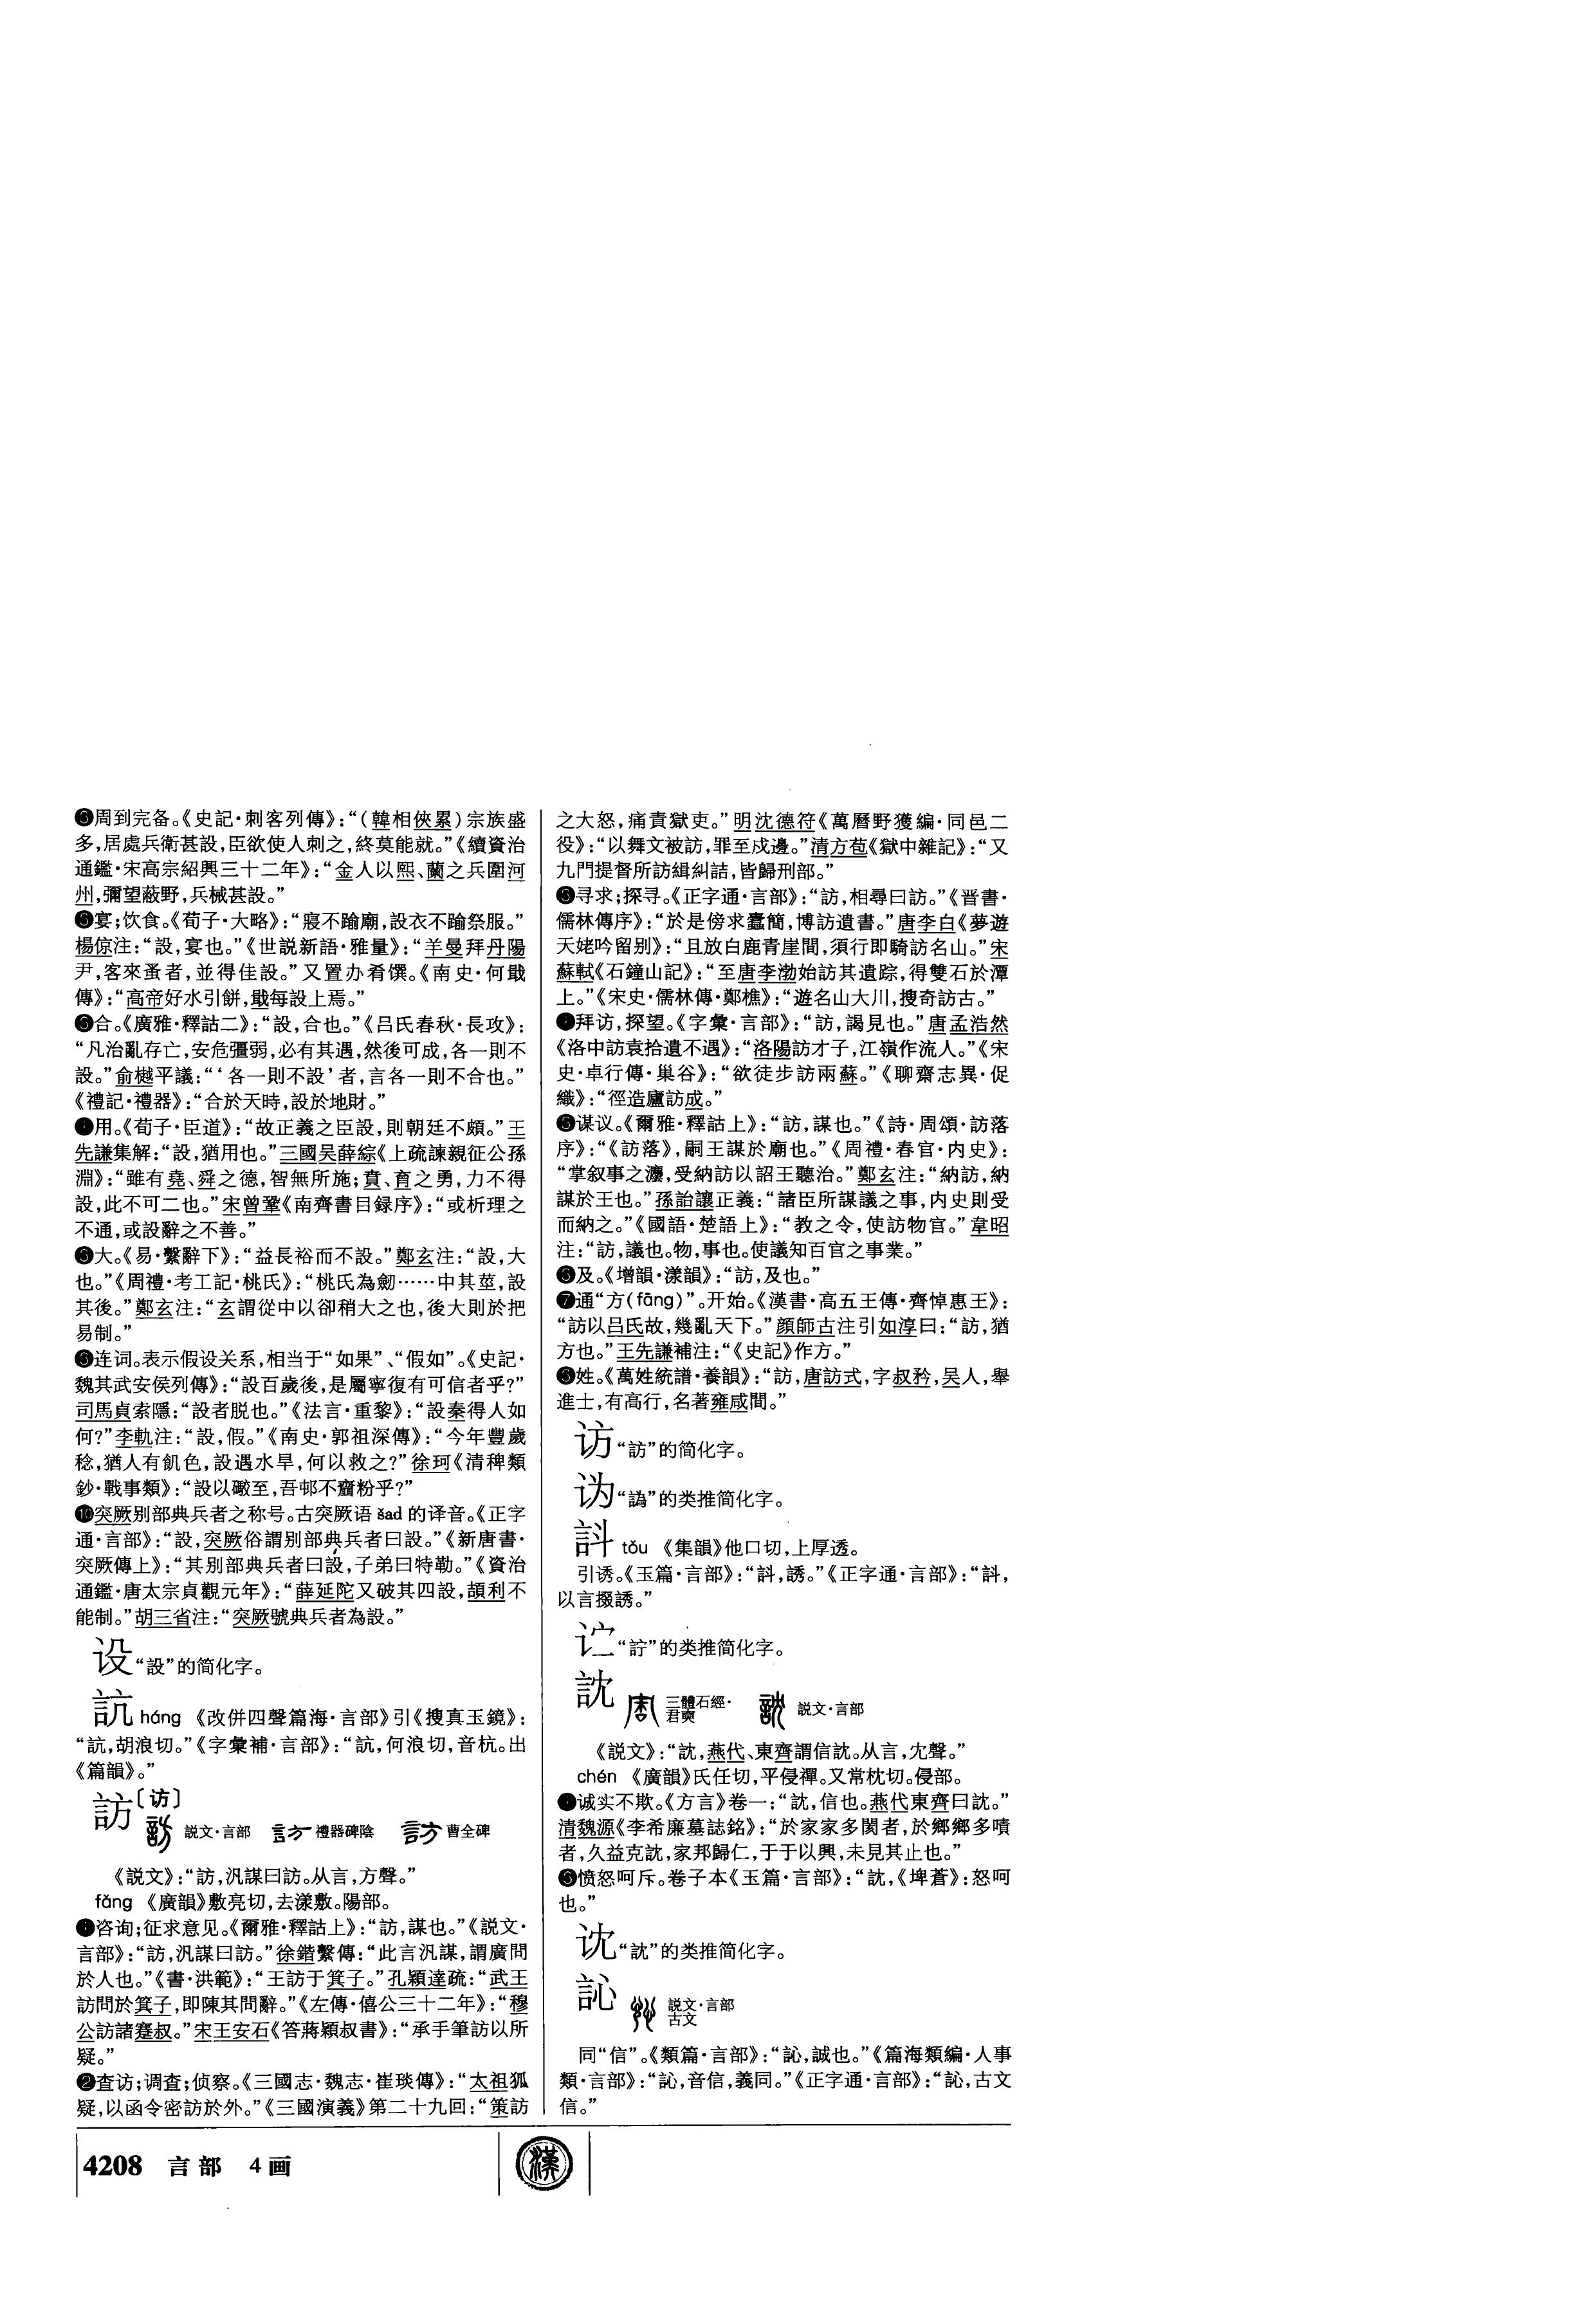 周到完备。《史記·刺客列傳》：“（韓相俠累）宗族盛
多，居處兵衛甚設，臣欲使人刺之，終莫能就。”《續資治
通鑑·宋高宗紹興三十二年》：“金人以熙、蘭之兵圍河
州，彌望蔽野，兵械甚設。”
宴；饮食。《荀子·大略》：“寢不踰廟，設衣不踰祭服。”
楊倞注：“設，宴也。”《世説新語·雅量》：“羊曼拜丹陽
尹，客來蚤者，並得佳設。”又置办肴馔。《南史·何戢
傳》：“高帝好水引餅，戢每設上焉。”
合。《廣雅·釋詁二》：“設，合也。”《吕氏春秋·長攻》：
“凡治亂存亡，安危彊弱，必有其遇，然後可成，各一則不
設。”俞樾平議：“‘各一則不設’者，言各一則不合也。”
《禮記·禮器》：“合於天時，設於地財。”
用。《荀子·臣道》：“故正義之臣設，則朝廷不頗。”王
先謙集解：“設，猶用也。”三國吴薛綜《上疏諫親征公孫
淵》：“雖有堯、舜之德，智無所施；賁、育之勇，力不得
設，此不可二也。”宋曾鞏《南齊書目録序》：“或析理之
不通，或設辭之不善。”
大。《易·繫辭下》：“益長裕而不設。”鄭玄注：“設，大
也。”《周禮·考工記·桃氏》：“桃氏為劒……中其莖，設
其後。”鄭玄注：“玄謂從中以卻稍大之也，後大則於把
易制。”
连词。表示假设关系，相当于“如果”、“假如”。《史記·
魏其武安侯列傳》：“設百歲後，是屬寧復有可信者乎？”
司馬貞索隱：“設者脱也。”《法言·重黎》：“設秦得人如
何？”李軌注：“設，假。”《南史·郭祖深傳》：“今年豐歲
稔，猶人有飢色，設遇水旱，何以救之？”徐珂《清稗類
鈔·戰事類》：“設以礮至，吾邨不齏粉乎？”
⑩突厥别部典兵者之称号。古突厥语šad的译音。《正字
通·言部》：“設，突厥俗謂别部典兵者曰設。”《新唐書·
突厥傳上》：“其别部典兵者曰設，子弟曰特勒。”《資治
通鑑·唐太宗貞觀元年》：“薛延陀又破其四設，頡利不
能制。”胡三省注：“突厥號典兵者為設。”
设“設”的简化字。
訄 háng 《改併四聲篇海·言部》引《搜真玉鏡》：
“䚮，胡浪切。”《字彙補·言部》：“䚮，何浪切，音杭。出
《篇韻》。”
訪〔访〕
説文·言部 禮器碑陰 曹全碑
《説文》：“訪，汎謀曰訪。从言，方聲。”
fǎng 《廣韻》敷亮切，去漾敷。陽部。
咨询；征求意见。《爾雅·釋詁上》：“訪，謀也。”《説文·
言部》：“訪，汎謀曰訪。”徐鍇繫傳：“此言汎謀，謂廣問
於人也。”《書·洪範》：“王訪于箕子。”孔穎達疏：“武王
訪問於箕子，即陳其問辭。”《左傳·僖公三十二年》：“穆
公訪諸蹇叔。”宋王安石《答蔣穎叔書》：“承手筆訪以所
疑。”
❷查访；调查；侦察。《三國志·魏志·崔琰傳》：“太祖狐
疑，以函令密訪於外。”《三國演義》第二十九回：“策訪
之大怒，痛責獄吏。”明沈德符《萬曆野獲編·同邑二
役》：“以舞文被訪，罪至戍邊。”清方苞《獄中雜記》：“又
九門提督所訪緝糾詰，皆歸刑部。”
寻求；探寻。《正字通·言部》：“訪，相尋曰訪。”《晋書·
儒林傳序》：“於是傍求蠹簡，博訪遺書。”唐李白《夢遊
天姥吟留别》：“且放白鹿青崖間，須行即騎訪名山。”宋
蘇軾《石鐘山記》：“至唐李渤始訪其遺踪，得雙石於潭
上。”《宋史·儒林傳·鄭樵》：“遊名山大川，搜奇訪古。”
拜访，探望。《字彙·言部》：“訪，謁見也。”唐孟浩然
《洛中訪袁拾遺不遇》：“洛陽訪才子，江嶺作流人。”《宋
史·卓行傳·巢谷》：“欲徒步訪兩蘇。”《聊齋志異·促
織》：“徑造廬訪成。”
谋议。《爾雅·釋詁上》：“訪，謀也。”《詩·周頌·訪落
序》：“《訪落》，嗣王謀於廟也。”《周禮·春官·内史》：
“掌叙事之灋，受納訪以詔王聽治。”鄭玄注：“納訪，納
謀於王也。”孫詒讓正義：“諸臣所謀議之事，内史則受
而納之。”《國語·楚語上》：“教之令，使訪物官。”韋昭
注：“訪，議也。物，事也。使議知百官之事業。”
及。《增韻·漾韻》：“訪，及也。”
❼通“方（fāng）”。开始。《漢書·高五王傳·齊悼惠王》：
“訪以吕氏故，幾亂天下。”顔師古注引如淳曰：“訪，猶
方也。”王先謙補注：“《史記》作方。”
姓。《萬姓統譜·養韻》：“訪，唐訪式，字叔矜，吴人，舉
進士，有高行，名著雍咸間。”
访“訪”的简化字。
䜧“譌”的类推简化字。
䚵 tǒu 《集韻》他口切，上厚透。
引诱。《玉篇·言部》：“䚵，誘。”《正字通·言部》：“䚵，
以言掇誘。”
“詝”的类推简化字。
訦
三體石經·君奭 説文·言部
《説文》：“訦，燕代、東齊謂信訦。从言，冘聲。”
chén 《廣韻》氏任切，平侵禪。又常枕切。侵部。
诚实不欺。《方言》卷一：“訦，信也。燕代東齊曰訦。”
清魏源《李希廉墓誌銘》：“於家家多閡者，於鄉鄉多嘖
者，久益克訦，家邦歸仁，于于以興，未見其止也。”
愤怒呵斥。卷子本《玉篇·言部》：“訦，《埤蒼》：怒呵
也。”
“訦”的类推简化字。
訫
説文·言部古文
同“信”。《類篇·言部》：“訫，誠也。”《篇海類編·人事
類·言部》：“訫，音信，義同。”《正字通·言部》：“訫，古文
信。”
4208 言部 4画
漢